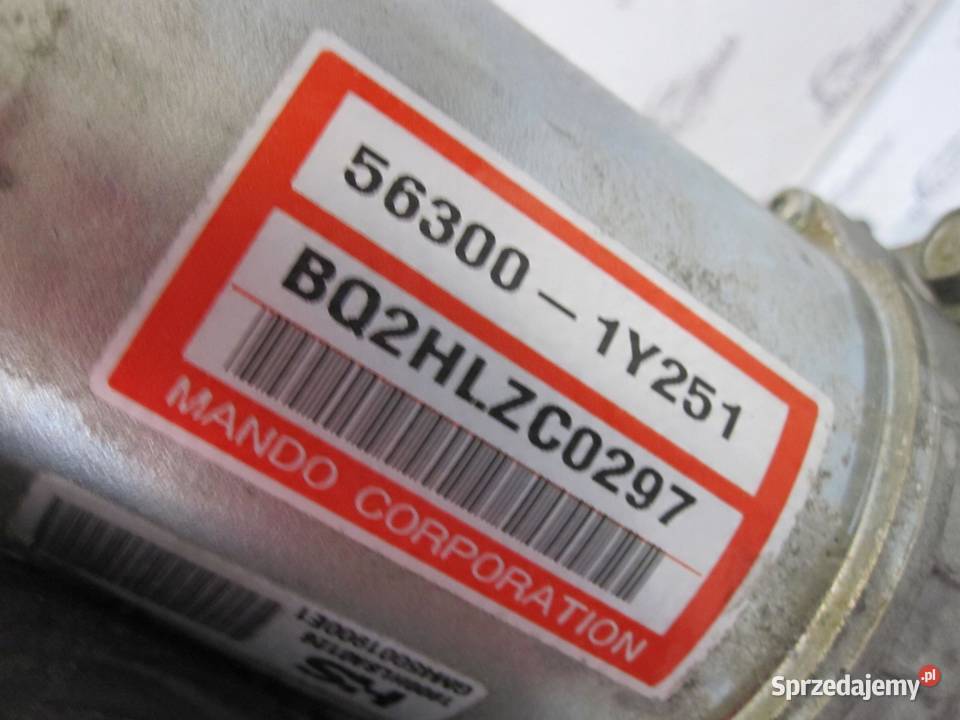 56300-1Y251
BQ2HLZC0297
MANDO CORPORATION
Sprzedajemy.pl